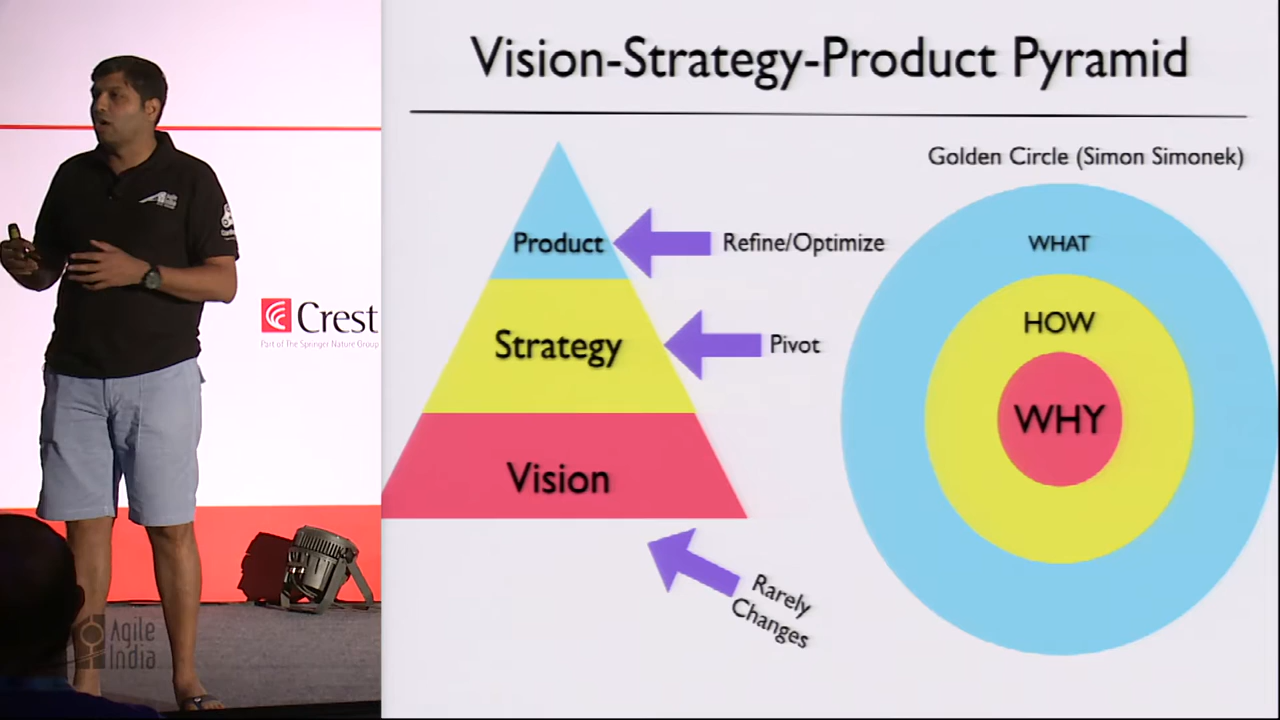 Vision-Strategy-Product Pyramid
Golden Circle (Simon Simonek)
Product
Refine/Optimize
WHAT
Strategy
Pivot
HOW
WHY
Vision
Rarely
Changes
Crest
Part of The Springer Nature Group
Agile
India
Agile